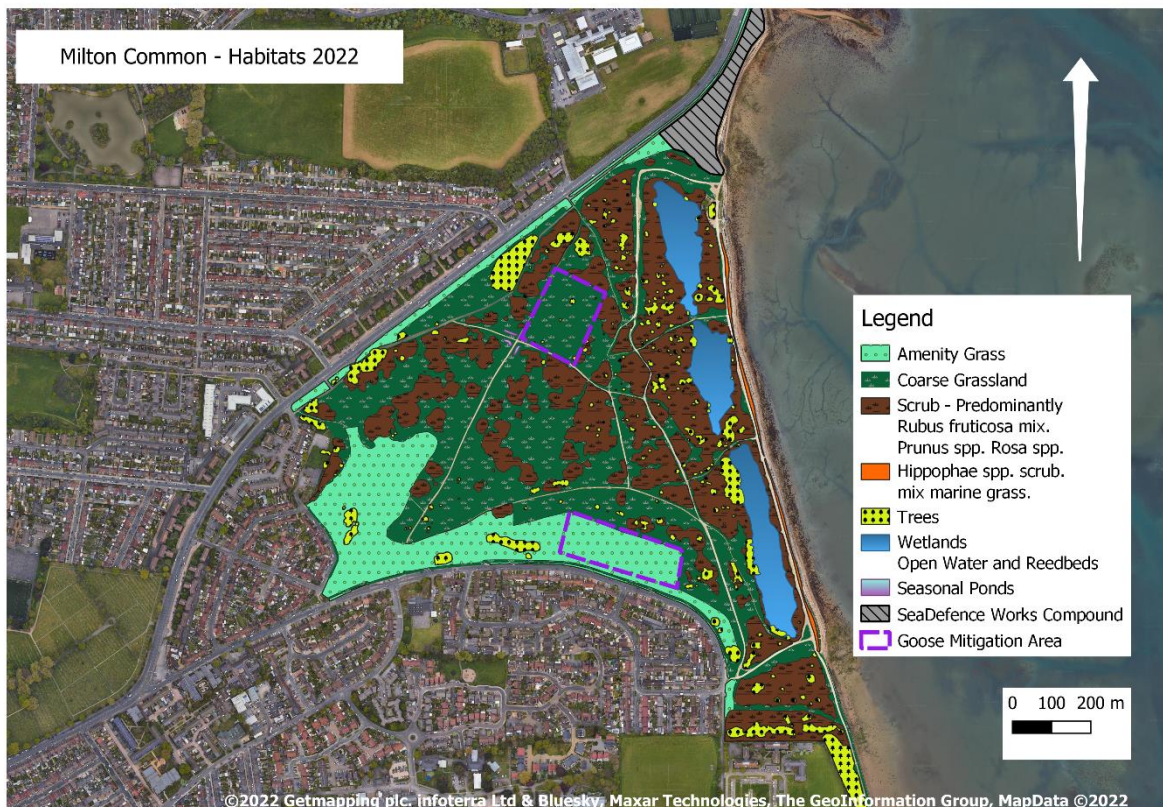 Milton Common - Habitats 2022
Legend
Amenity Grass
Coarse Grassland
Scrub - Predominantly
Rubus fruticosa mix.
Prunus spp. Rosa spp.
Hippophae spp. scrub.
mix marine grass.
Trees
Wetlands
Open Water and Reedbeds
Seasonal Ponds
SeaDefence Works Compound
Goose Mitigation Area
0 100 200 m
©2022 Getmapping plc. Infoterra Ltd & Bluesky, Maxar Technologies, The GeoInformation Group, MapData ©2022